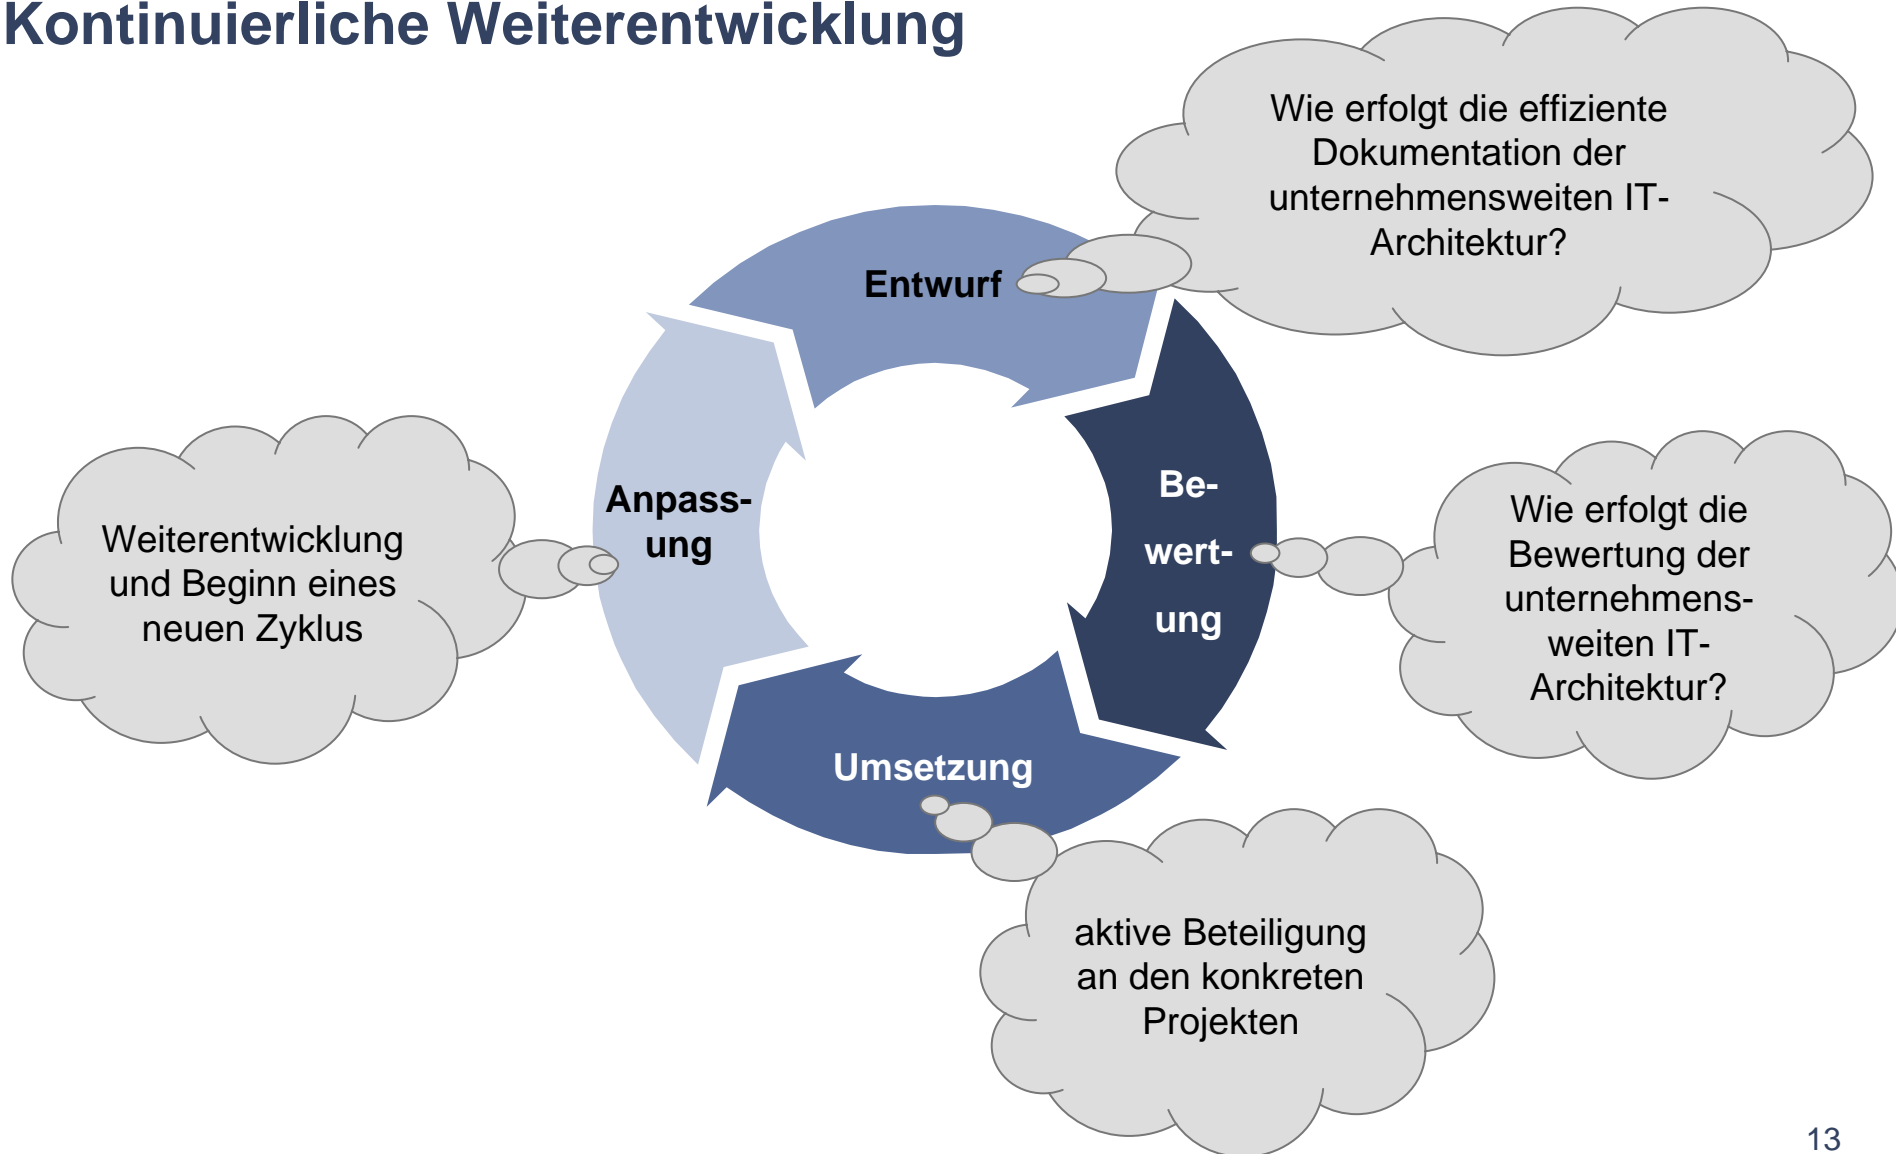 Kontinuierliche Weiterentwicklung
Wie erfolgt die effiziente
Dokumentation der
unternehmensweiten IT-
Architektur?
Entwurf
Be-
wert-
ung
Wie erfolgt die
Bewertung der
unternehmens-
weiten IT-
Architektur?
Umsetzung
aktive Beteiligung
an den konkreten
Projekten
Anpass-
ung
Weiterentwicklung
und Beginn eines
neuen Zyklus
13